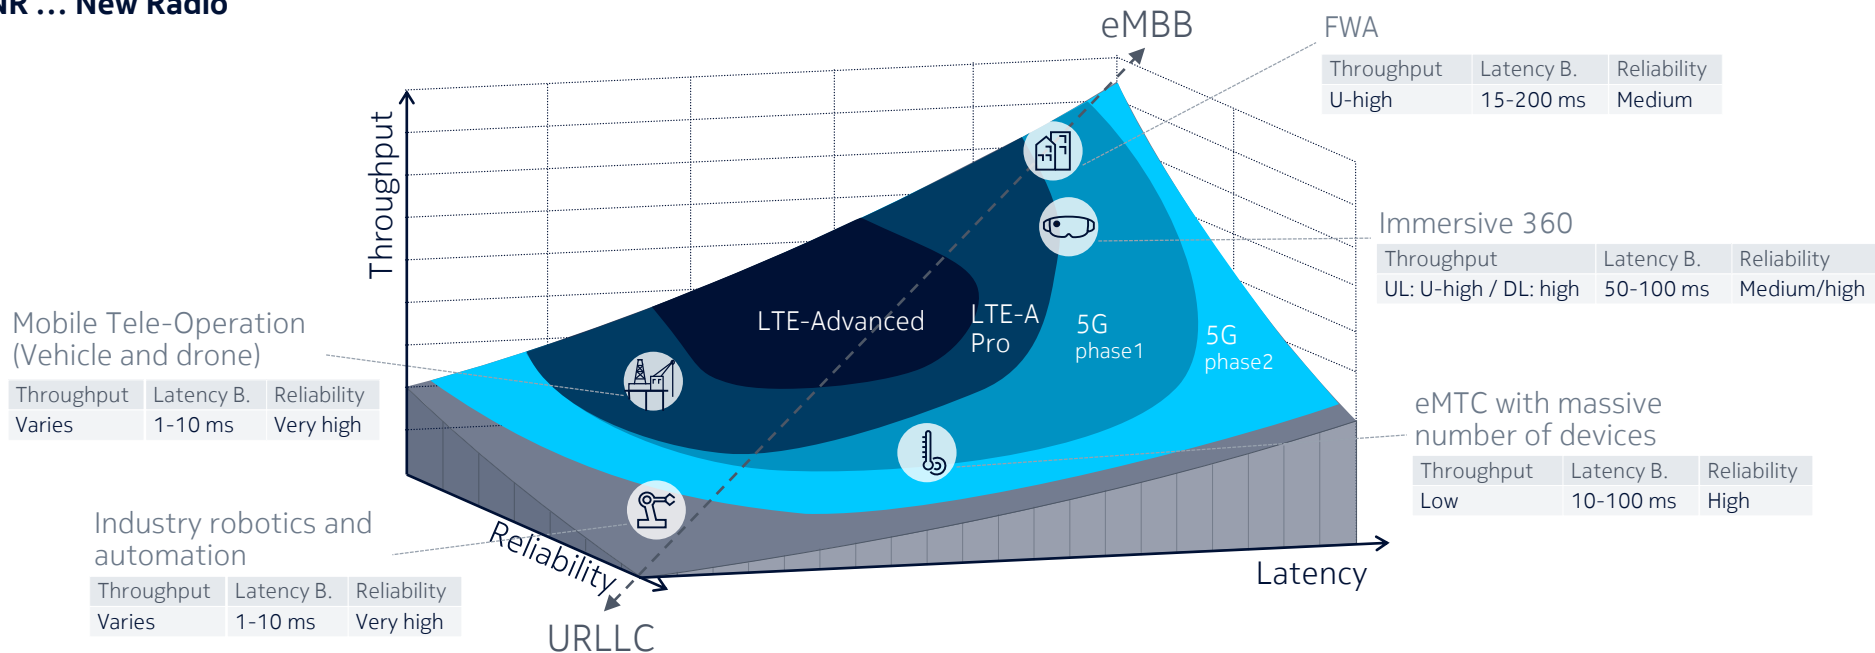 NR ... New Radio
eMBB
FWA
Throughput Latency B. Reliability
U-high 15-200 ms Medium
Throughput
Immersive 360
Throughput Latency B. Reliability
UL: U-high / DL: high 50-100 ms Medium/high
LTE-Advanced
LTE-A
Pro
5G
phase1
5G
phase2
Mobile Tele-Operation
(Vehicle and drone)
Throughput Latency B. Reliability
Varies 1-10 ms Very high
eMTC with massive
number of devices
Throughput Latency B. Reliability
Low 10-100 ms High
Industry robotics and
automation
Throughput Latency B. Reliability
Varies 1-10 ms Very high
Reliability
Latency
URLLC